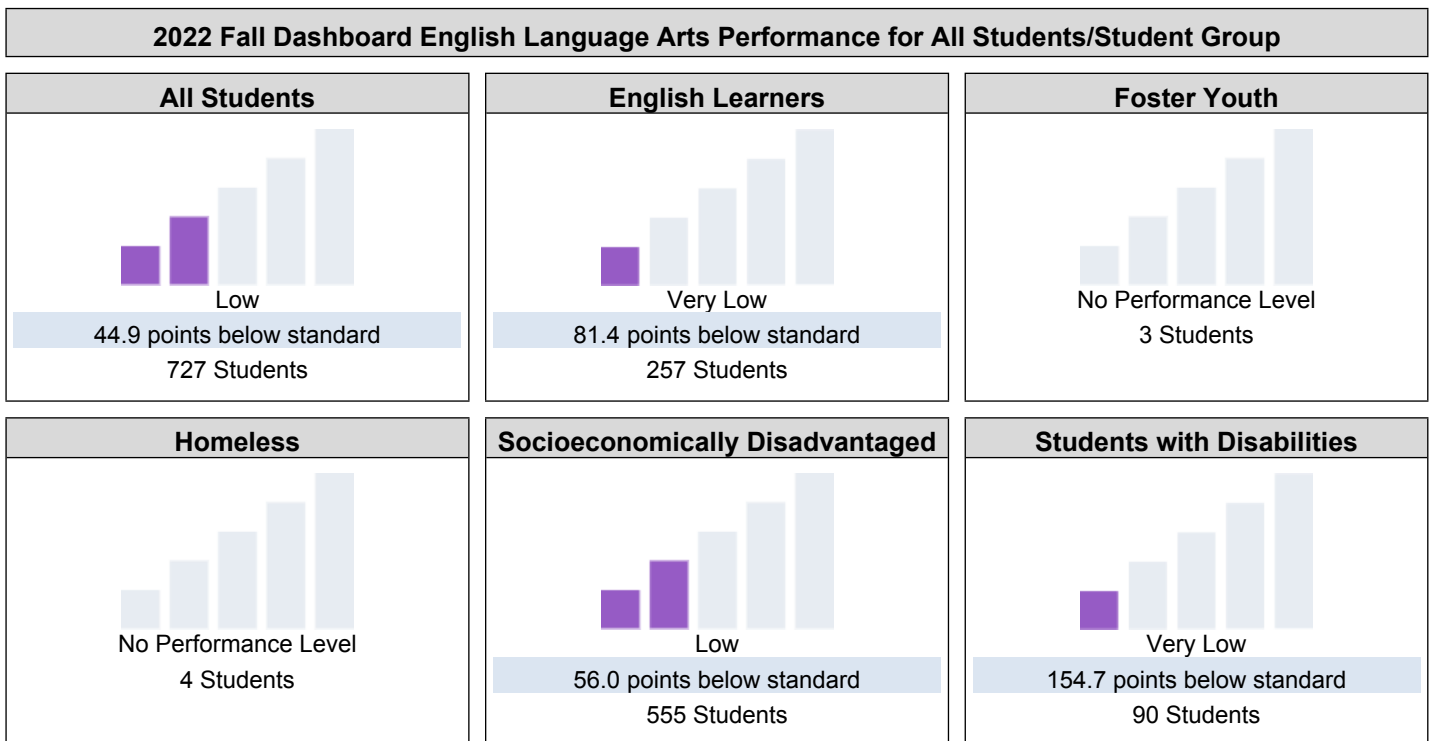 2022 Fall Dashboard English Language Arts Performance for All Students/Student Group
All Students
Low
44.9 points below standard
727 Students
English Learners
Very Low
81.4 points below standard
257 Students
Foster Youth
No Performance Level
3 Students
Homeless
No Performance Level
4 Students
Socioeconomically Disadvantaged
Low
56.0 points below standard
555 Students
Students with Disabilities
Very Low
154.7 points below standard
90 Students